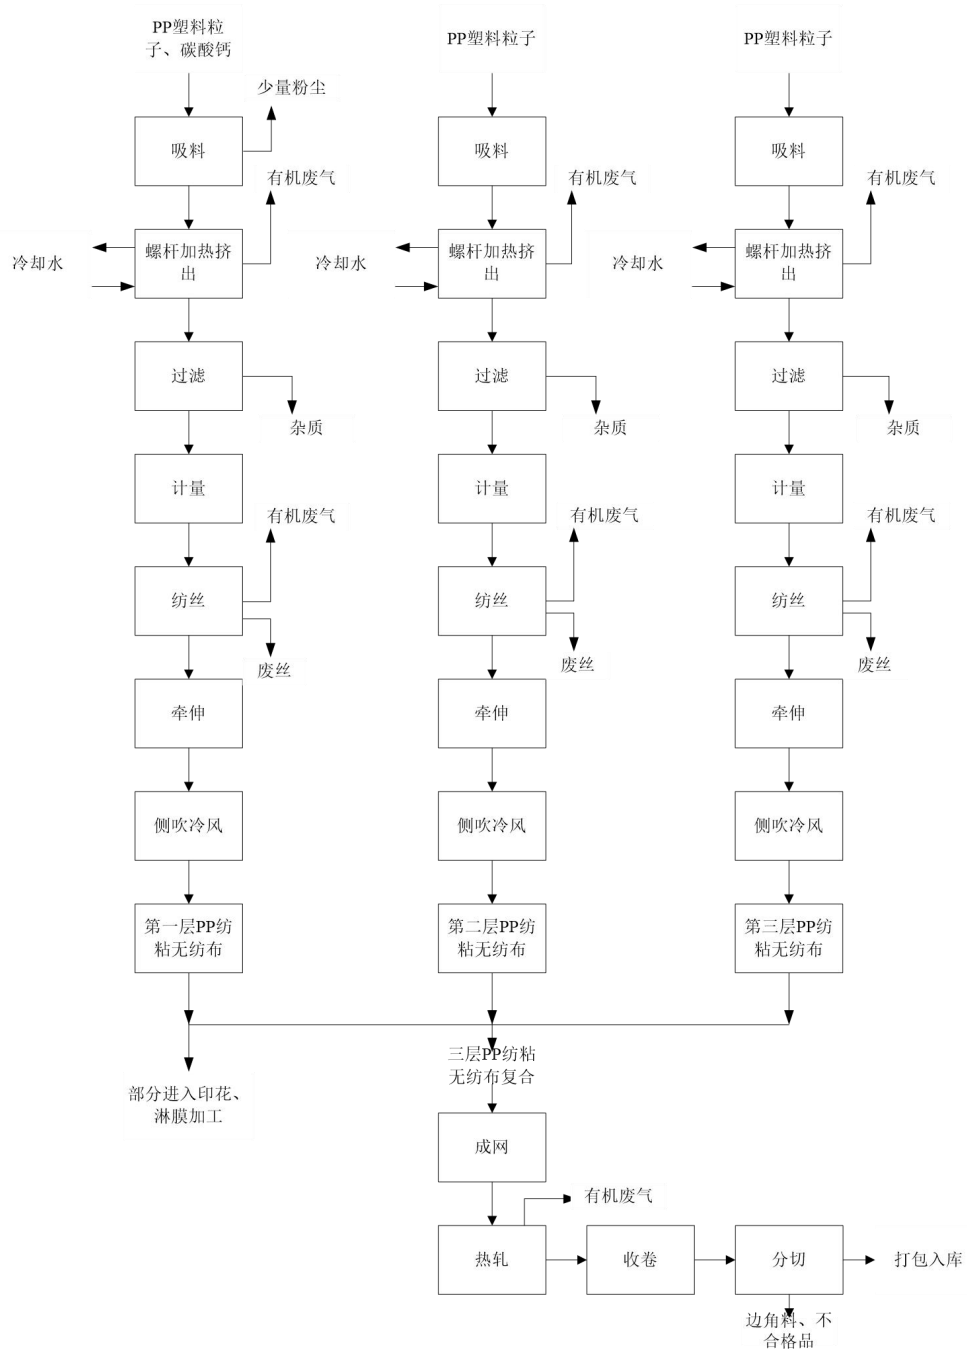 PP塑料粒
子、碳酸钙
PP塑料粒子
PP塑料粒子
少量粉尘
吸料
吸料
吸料
有机废气
有机废气
有机废气
冷却水
螺杆加热挤
出
冷却水
螺杆加热挤
出
冷却水
螺杆加热挤
出
过滤
过滤
过滤
杂质
杂质
杂质
计量
计量
计量
有机废气
有机废气
有机废气
纺丝
纺丝
纺丝
废丝
废丝
废丝
牵伸
牵伸
牵伸
侧吹冷风
侧吹冷风
侧吹冷风
第一层PP纺
粘无纺布
第二层PP纺
粘无纺布
第三层PP纺
粘无纺布
三层PP纺粘
无纺布复合
部分进入印花、
淋膜加工
成网
有机废气
热轧
收卷
分切
打包入库
边角料、不
合格品